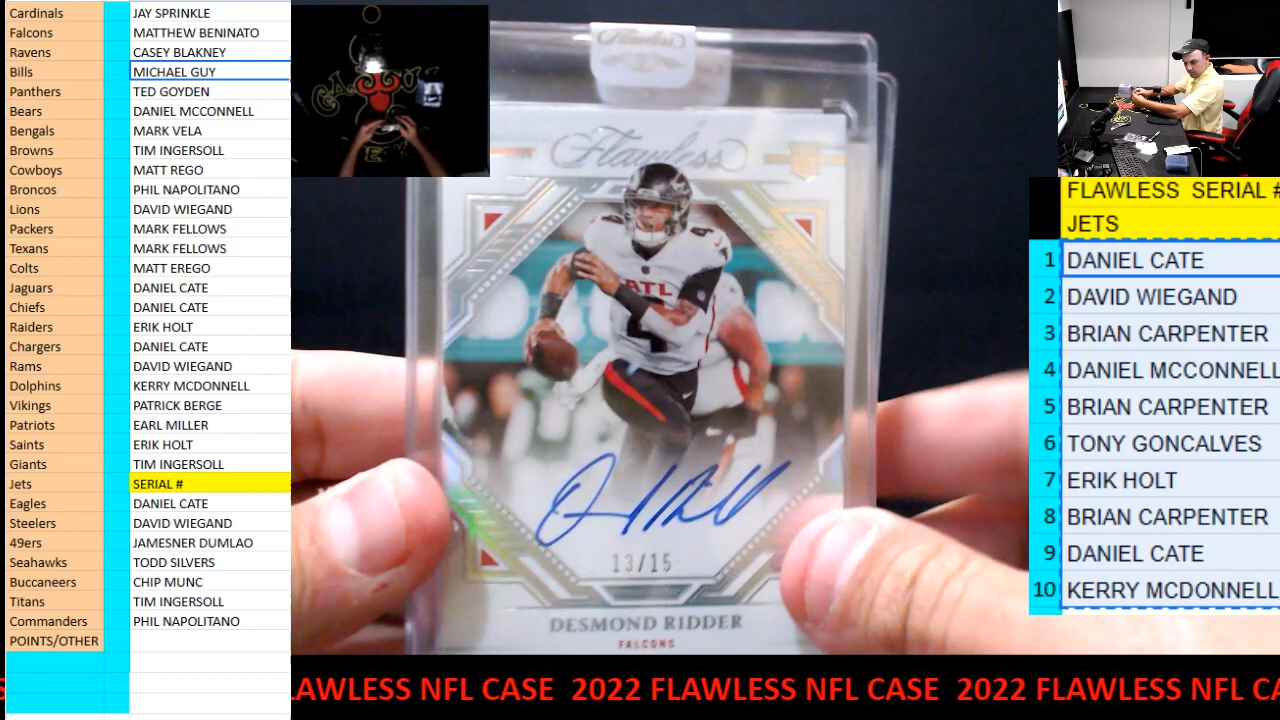 Cardinals JAY SPRINKLE
Falcons MATTHEW BENINATO
Ravens CASEY BLAKNEY
Bills MICHAEL GUY
Panthers TED GOYDEN
Bears DANIEL MCCONNELL
Bengals MARK VELA
Browns TIM INGERSOLL
Cowboys MATT REGO
Broncos PHIL NAPOLITANO
Lions DAVID WIEGAND
Packers MARK FELLOWS
Texans MARK FELLOWS
Colts MATT EREGO
Jaguars DANIEL CATE
Chiefs DANIEL CATE
Raiders ERIK HOLT
Chargers DANIEL CATE
Rams DAVID WIEGAND
Dolphins KERRY MCDONNELL
Vikings PATRICK BERGE
Patriots EARL MILLER
Saints ERIK HOLT
Giants TIM INGERSOLL
Jets SERIAL #
Eagles DANIEL CATE
Steelers DAVID WIEGAND
49ers JAMESNER DUMLAO
Seahawks TODD SILVERS
Buccaneers CHIP MUNC
Titans TIM INGERSOLL
Commanders PHIL NAPOLITANO
POINTS/OTHER
Flawless
Flawless
4
ATL
4
13/15
DESMOND RIDDER
FALCONS
FLAWLESS SERIAL #
JETS
1 DANIEL CATE
2 DAVID WIEGAND
3 BRIAN CARPENTER
4 DANIEL MCCONNELL
5 BRIAN CARPENTER
6 TONY GONCALVES
7 ERIK HOLT
8 BRIAN CARPENTER
9 DANIEL CATE
10 KERRY MCDONNELL
S LAWLESS NFL CASE 2022 FLAWLESS NFL CASE 2022 FLAWLESS NFL CA